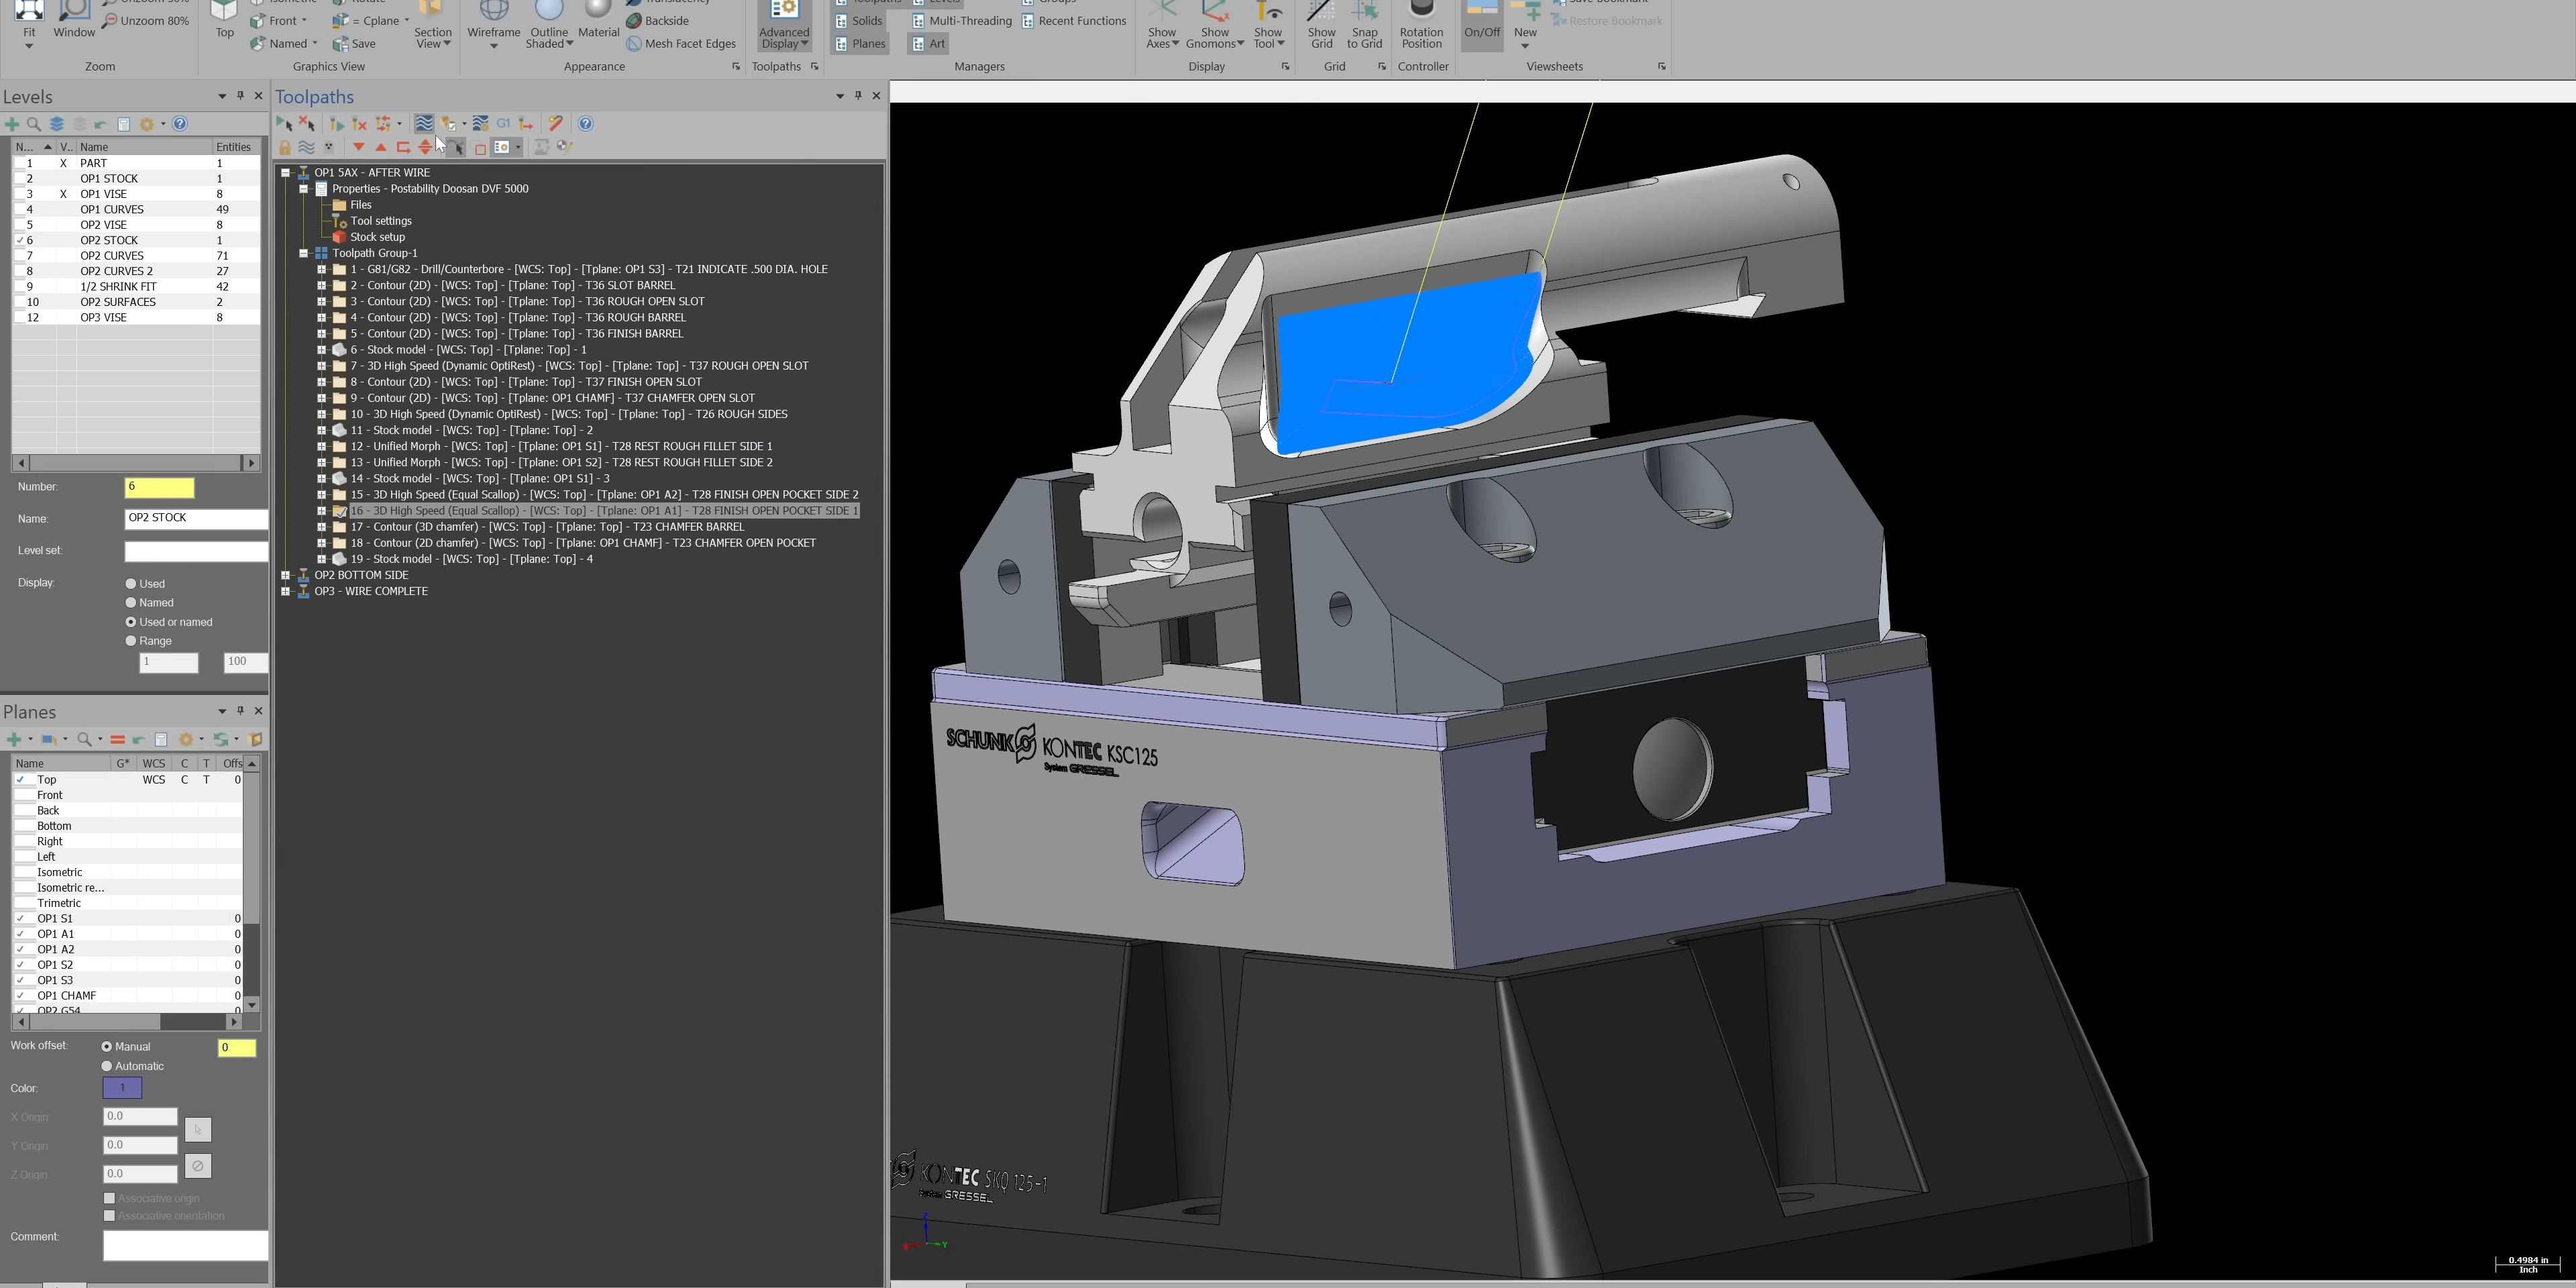 Fit
Window
Unzoom 80%
Zoom
Top
Isometric
Front
Named
Rotate
= Cplane
Save
Section
View
Graphics View
Wireframe
Outline
Shaded
Material
Translucency
Backside
Mesh Facet Edges
Appearance
Advanced
Display
Toolpaths
Toolpaths
Solids
Planes
Levels
Multi-Threading
Art
Groups
Recent Functions
Managers
Show
Axes
Show
Gnomons
Show
Tool
Display
Show
Grid
Snap
to Grid
Grid
Rotation
Position
Controller
On/Off
New
Save Bookmark
Restore Bookmark
Viewsheets
Levels
N... V.. Name Entities
1 X PART 1
2 OP1 STOCK 1
3 X OP1 VISE 8
4 OP1 CURVES 49
5 OP2 VISE 8
6 OP2 STOCK 1
7 OP2 CURVES 71
8 OP2 CURVES 2 27
9 1/2 SHRINK FIT 42
10 OP2 SURFACES 2
12 OP3 VISE 8
Number: 6
Name: OP2 STOCK
Level set:
Display: Used
Named
Used or named
Range
1 100
Planes
Name G* WCS C T Offs
Top WCS C T 0
Front
Back
Bottom
Right
Left
Isometric
Isometric re...
Trimetric
OP1 S1 0
OP1 A1 0
OP1 A2 0
OP1 S2 0
OP1 S3 0
OP1 CHAMF 0
OP2 G54
Work offset: Manual 0
Automatic
Color: 1
X Origin: 0.0
Y Origin: 0.0
Z Origin: 0.0
Associative origin
Associative orientation
Comment:
Toolpaths
G1
OP1 5AX - AFTER WIRE
Properties - Postability Doosan DVF 5000
Files
Tool settings
Stock setup
Toolpath Group-1
1 - G81/G82 - Drill/Counterbore - [WCS: Top] - [Tplane: OP1 S3] - T21 INDICATE .500 DIA. HOLE
2 - Contour (2D) - [WCS: Top] - [Tplane: Top] - T36 SLOT BARREL
3 - Contour (2D) - [WCS: Top] - [Tplane: Top] - T36 ROUGH OPEN SLOT
4 - Contour (2D) - [WCS: Top] - [Tplane: Top] - T36 ROUGH BARREL
5 - Contour (2D) - [WCS: Top] - [Tplane: Top] - T36 FINISH BARREL
6 - Stock model - [WCS: Top] - [Tplane: Top] - 1
7 - 3D High Speed (Dynamic OptiRest) - [WCS: Top] - [Tplane: Top] - T37 ROUGH OPEN SLOT
8 - Contour (2D) - [WCS: Top] - [Tplane: Top] - T37 FINISH OPEN SLOT
9 - Contour (2D) - [WCS: Top] - [Tplane: OP1 CHAMF] - T37 CHAMFER OPEN SLOT
10 - 3D High Speed (Dynamic OptiRest) - [WCS: Top] - [Tplane: Top] - T26 ROUGH SIDES
11 - Stock model - [WCS: Top] - [Tplane: Top] - 2
12 - Unified Morph - [WCS: Top] - [Tplane: OP1 S1] - T28 REST ROUGH FILLET SIDE 1
13 - Unified Morph - [WCS: Top] - [Tplane: OP1 S2] - T28 REST ROUGH FILLET SIDE 2
14 - Stock model - [WCS: Top] - [Tplane: OP1 S1] - 3
15 - 3D High Speed (Equal Scallop) - [WCS: Top] - [Tplane: OP1 A2] - T28 FINISH OPEN POCKET SIDE 2
16 - 3D High Speed (Equal Scallop) - [WCS: Top] - [Tplane: OP1 A1] - T28 FINISH OPEN POCKET SIDE 1
17 - Contour (3D chamfer) - [WCS: Top] - [Tplane: Top] - T23 CHAMFER BARREL
18 - Contour (2D chamfer) - [WCS: Top] - [Tplane: OP1 CHAMF] - T23 CHAMFER OPEN POCKET
19 - Stock model - [WCS: Top] - [Tplane: Top] - 4
OP2 BOTTOM SIDE
OP3 - WIRE COMPLETE
SCHUNK KONTEC KSC125
System GRESSEL
KONTEC SKQ 125-1
System GRESSEL
Z
X
Y
0.4984 in
Inch